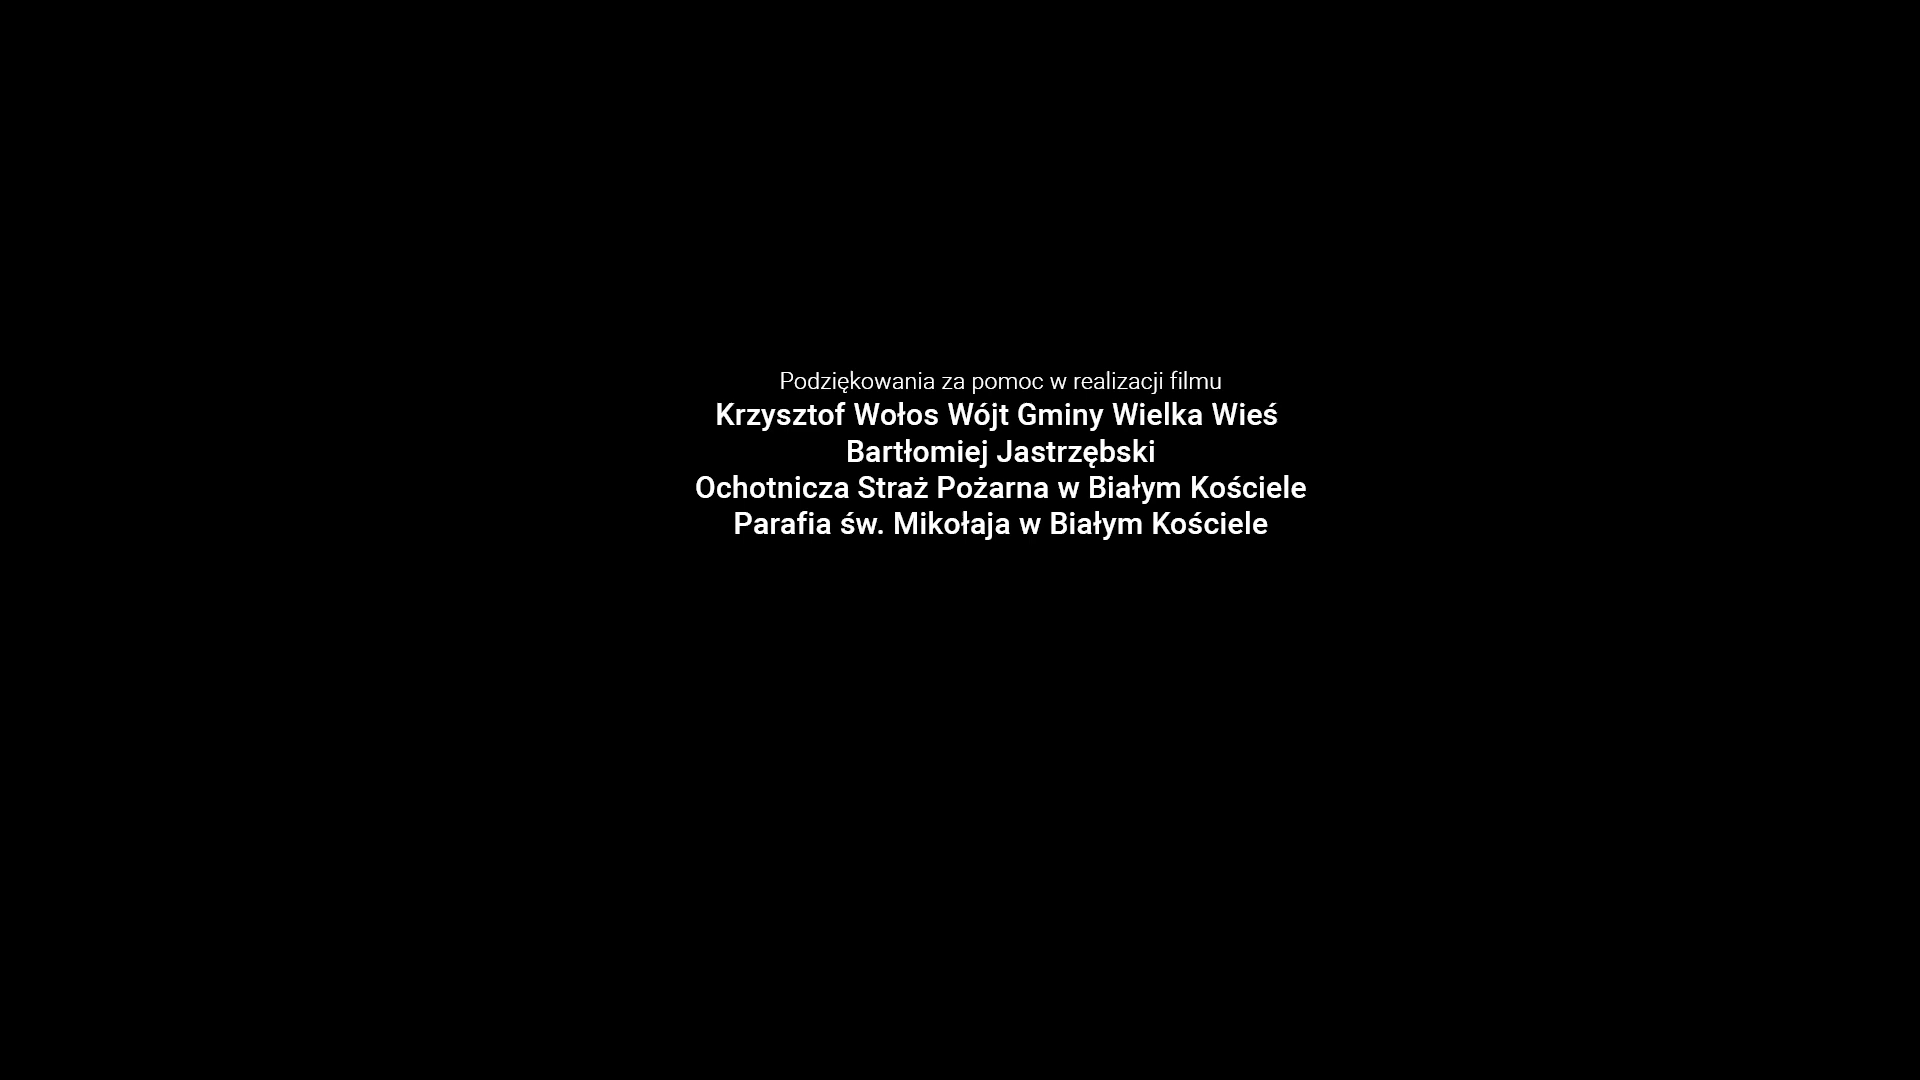 Podziękowania za pomoc w realizacji filmu
Krzysztof Wołos Wójt Gminy Wielka Wieś
Bartłomiej Jastrzębski
Ochotnicza Straż Pożarna w Białym Kościele
Parafia św. Mikołaja w Białym Kościele